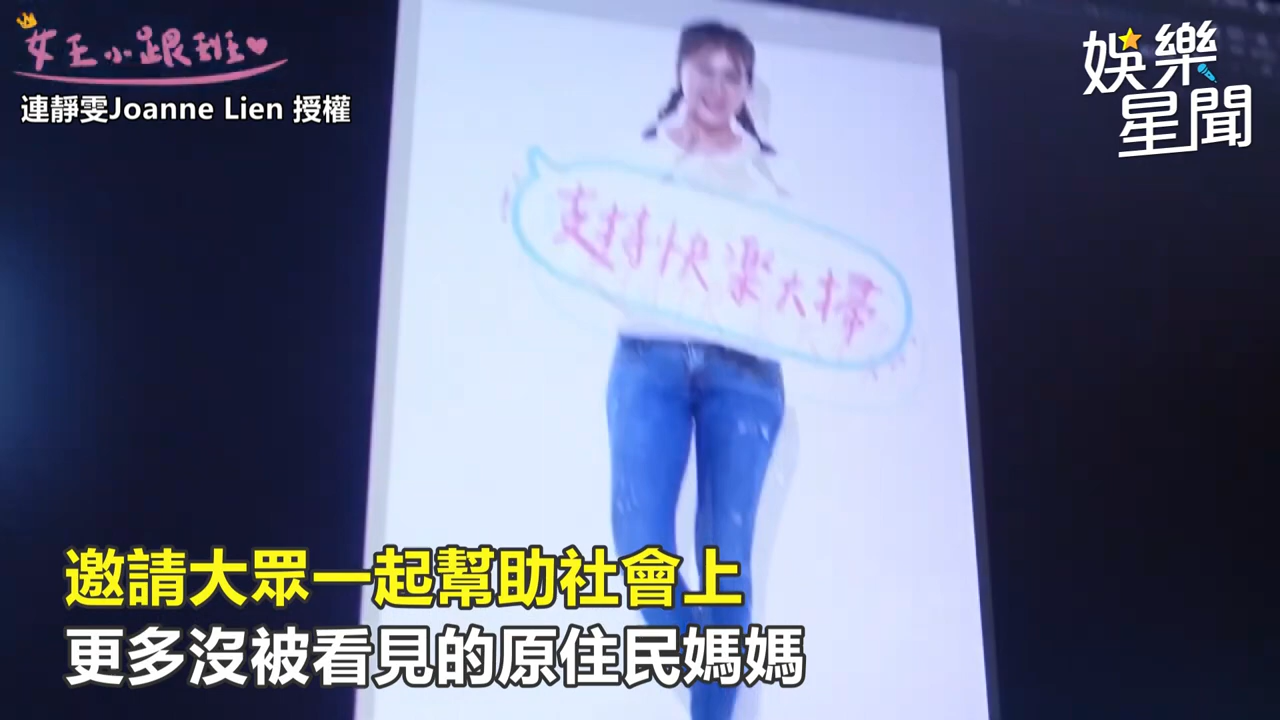 女王小跟班
連靜雯Joanne Lien 授權
娛樂
星聞
支持快樂大掃
邀請大眾一起幫助社會上
更多沒被看見的原住民媽媽